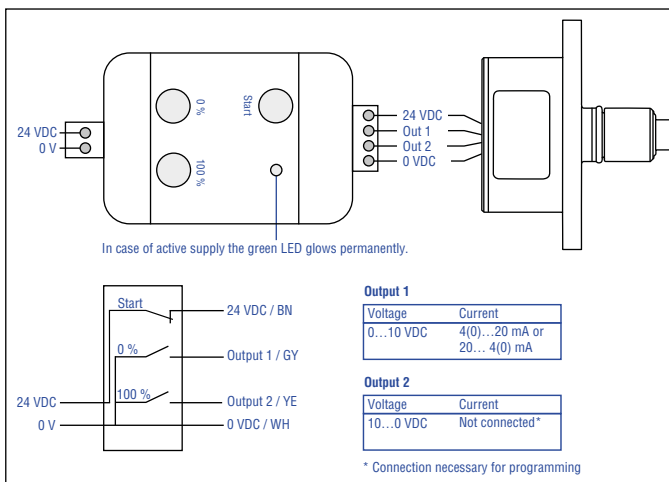 0 %
Start
100 %
24 VDC
0 V
24 VDC
Out 1
Out 2
0 VDC
In case of active supply the green LED glows permanently.
Start
24 VDC / BN
0 %
Output 1 / GY
100 %
24 VDC
Output 2 / YE
0 V
0 VDC / WH
Output 1
Voltage Current
0...10 VDC 4(0)...20 mA or
20... 4(0) mA
Output 2
Voltage Current
10...0 VDC Not connected*
* Connection necessary for programming